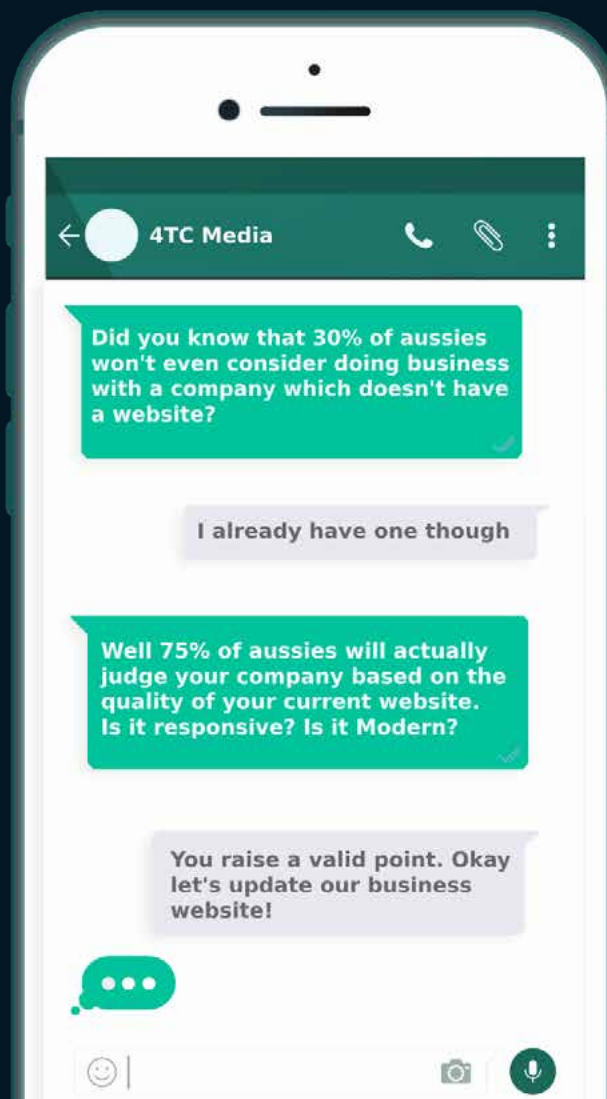 4TC Media
Did you know that 30% of aussies
won't even consider doing business
with a company which doesn't have
a website?
I already have one though
Well 75% of aussies will actually
judge your company based on the
quality of your current website.
Is it responsive? Is it Modern?
You raise a valid point. Okay
let's update our business
website!